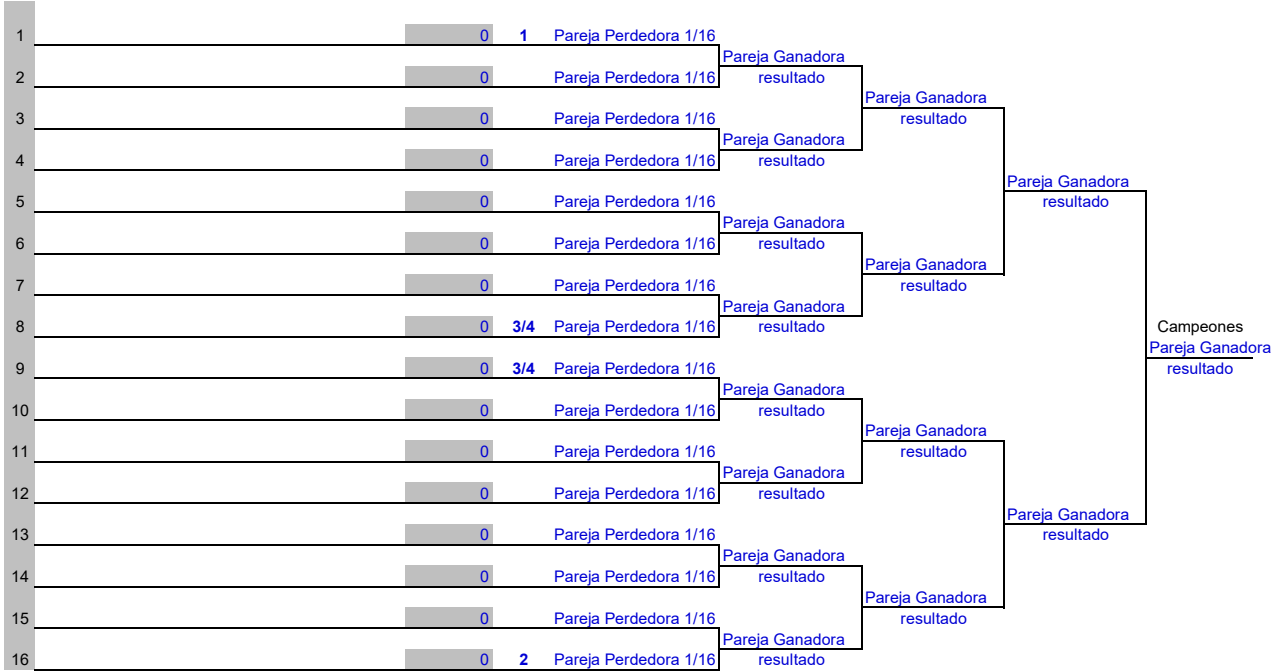 1 0 1 Pareja Perdedora 1/16
Pareja Ganadora
2 0 Pareja Perdedora 1/16 resultado
Pareja Ganadora
3 0 Pareja Perdedora 1/16 resultado
Pareja Ganadora
4 0 Pareja Perdedora 1/16 resultado
Pareja Ganadora
5 0 Pareja Perdedora 1/16 resultado
Pareja Ganadora
6 0 Pareja Perdedora 1/16 resultado
Pareja Ganadora
7 0 Pareja Perdedora 1/16 resultado
Pareja Ganadora
8 0 3/4 Pareja Perdedora 1/16 resultado Campeones
Pareja Ganadora
9 0 3/4 Pareja Perdedora 1/16 resultado
Pareja Ganadora
10 0 Pareja Perdedora 1/16 resultado
Pareja Ganadora
11 0 Pareja Perdedora 1/16 resultado
Pareja Ganadora
12 0 Pareja Perdedora 1/16 resultado
Pareja Ganadora
13 0 Pareja Perdedora 1/16 resultado
Pareja Ganadora
14 0 Pareja Perdedora 1/16 resultado
Pareja Ganadora
15 0 Pareja Perdedora 1/16 resultado
Pareja Ganadora
16 0 2 Pareja Perdedora 1/16 resultado